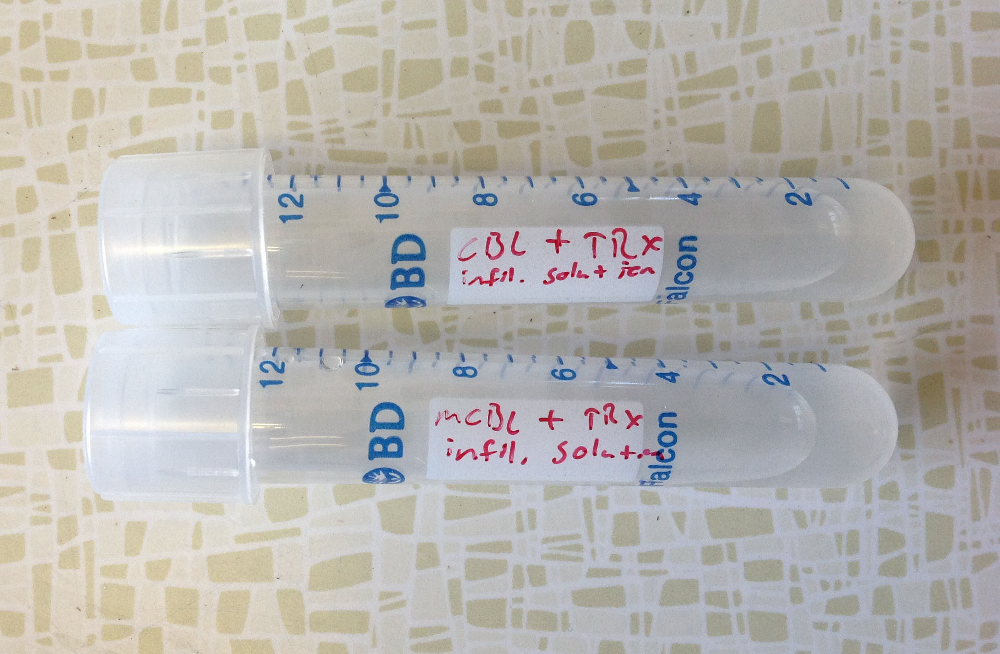 12
10
8
6
4
2
BD
CBL + TRX
infil. solution
Falcon
12
10
8
6
4
2
BD
mCBL + TRX
infil. solution
Falcon